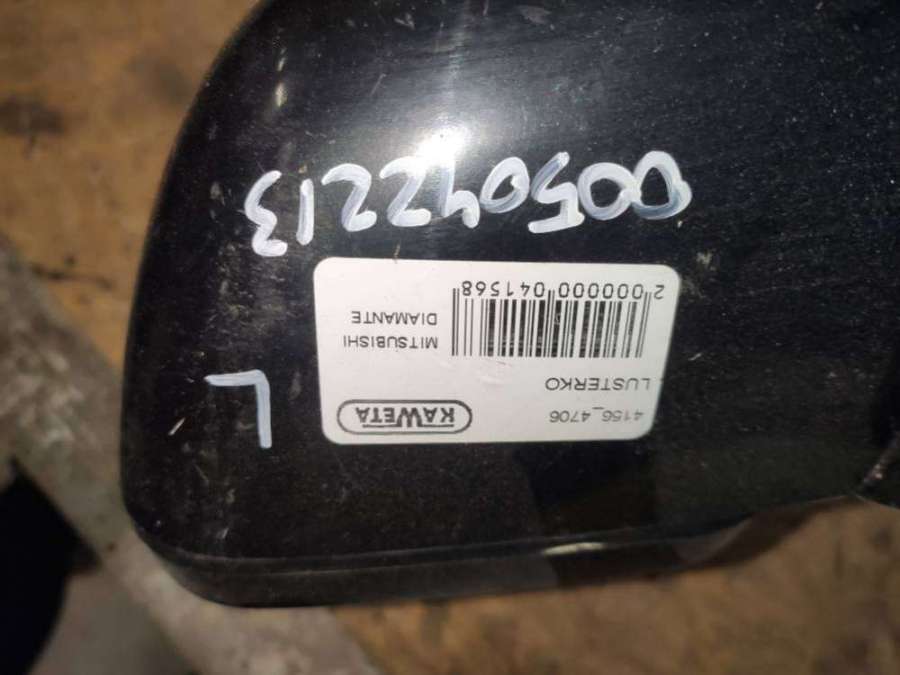 4156_4706
KAWETA
LUSTERKO
MITSUBISHI
DIAMANTE
2 000000 041568
L
005042213